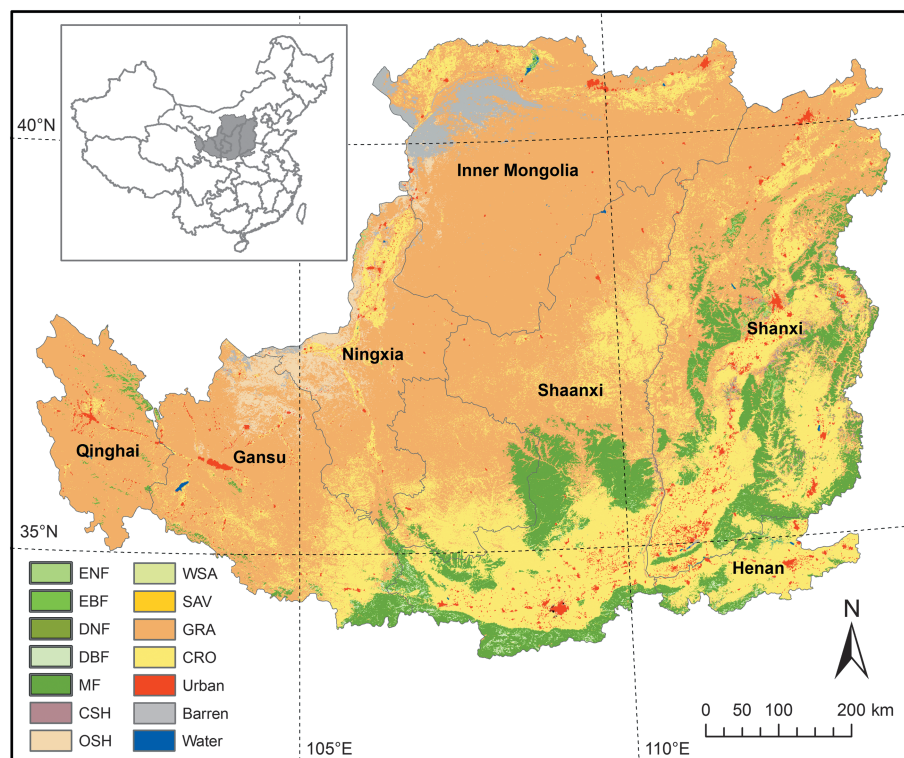 40°N
Inner Mongolia
Shanxi
Ningxia
Shaanxi
Qinghai
Gansu
35°N
Henan
ENF
WSA
EBF
SAV
DNF
GRA
DBF
CRO
MF
Urban
CSH
Barren
OSH
Water
N
0 50 100 200 km
105°E
110°E